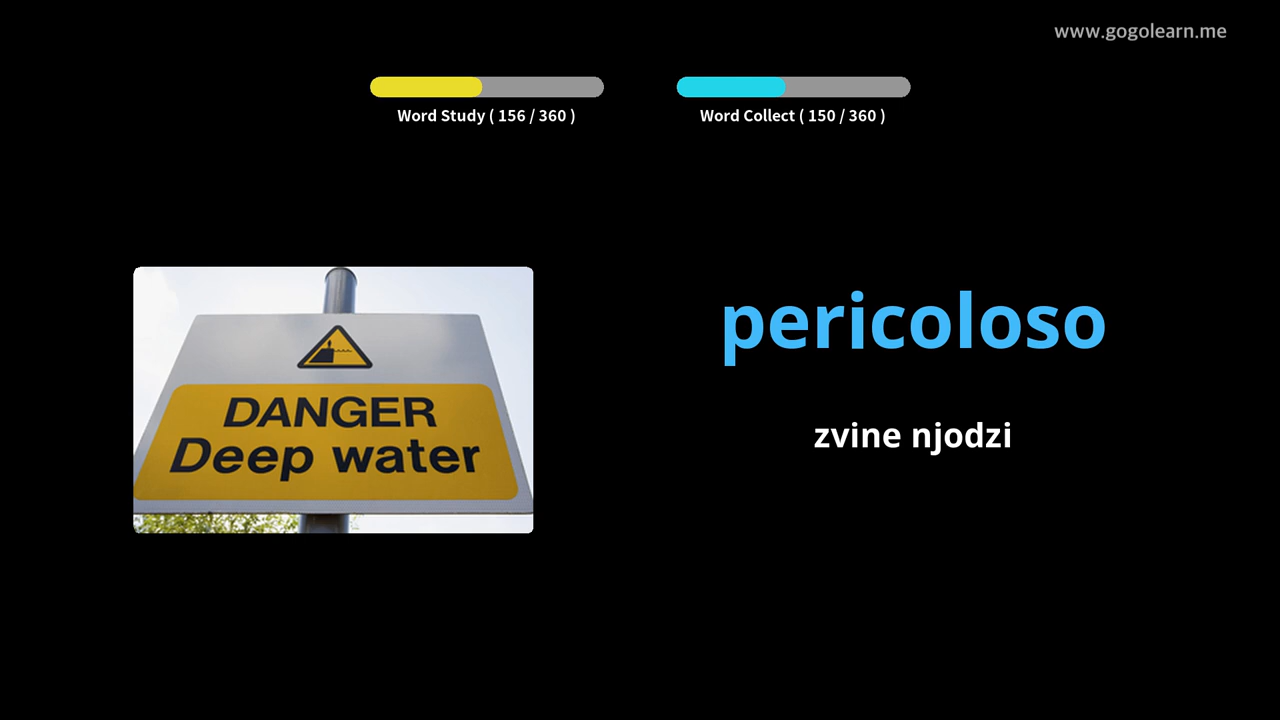 www.gogolearn.me
Word Study ( 156 / 360 )
Word Collect ( 150 / 360 )
DANGER
Deep water
pericoloso
zvine njodzi